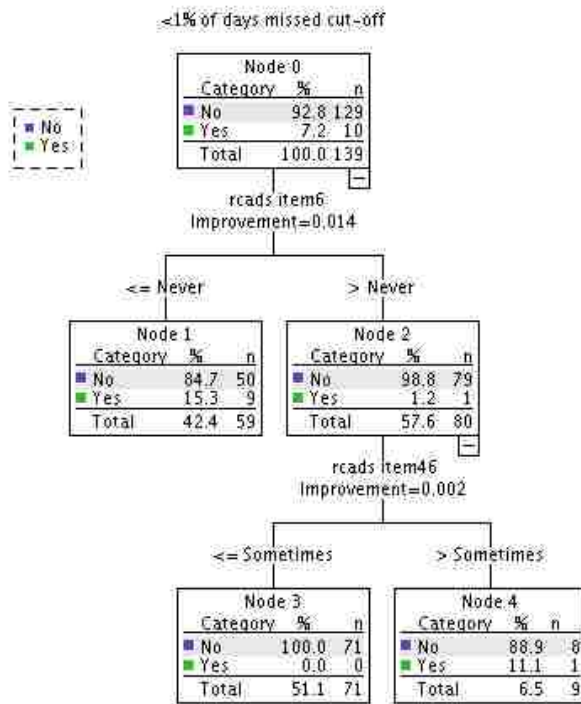 <1% of days missed cut-off
No
Yes
Node 0
Category % n
No 92.8 129
Yes 7.2 10
Total 100.0 139
rcads item6
Improvement=0.014
<= Never
> Never
Node 1
Category % n
No 84.7 50
Yes 15.3 9
Total 42.4 59
Node 2
Category % n
No 98.8 79
Yes 1.2 1
Total 57.6 80
rcads item46
Improvement=0.002
<= Sometimes
> Sometimes
Node 3
Category % n
No 100.0 71
Yes 0.0 0
Total 51.1 71
Node 4
Category % n
No 88.9 8
Yes 11.1 1
Total 6.5 9